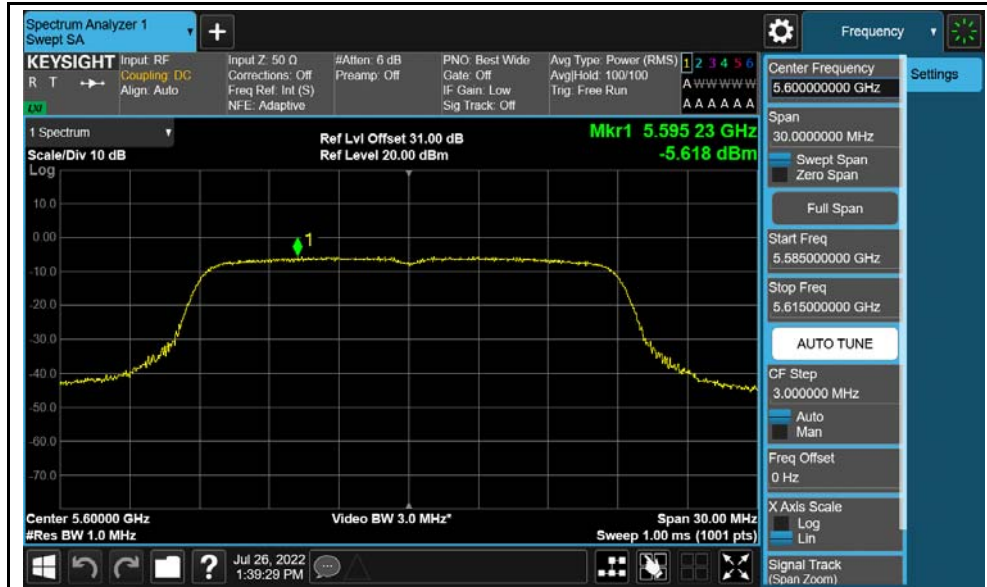 Spectrum Analyzer 1
Swept SA
+
Frequency
KEYSIGHT
R T
LXI
Input: RF
Coupling: DC
Align: Auto
Input Z: 50 Ω
Corrections: Off
Freq Ref: Int (S)
NFE: Adaptive
#Atten: 6 dB
Preamp: Off
PNO: Best Wide
Gate: Off
IF Gain: Low
Sig Track: Off
Avg Type: Power (RMS)
Avg|Hold: 100/100
Trig: Free Run
1 2 3 4 5 6
A W W W W W
A A A A A A
1 Spectrum
Scale/Div 10 dB
Log
Ref Lvl Offset 31.00 dB
Ref Level 20.00 dBm
Mkr1 5.595 23 GHz
-5.618 dBm
10.0
0.00
-10.0
-20.0
-30.0
-40.0
-50.0
-60.0
-70.0
1
Center 5.60000 GHz
#Res BW 1.0 MHz
Video BW 3.0 MHz*
Span 30.00 MHz
Sweep 1.00 ms (1001 pts)
?
Jul 26, 2022
1:39:29 PM
Center Frequency
5.600000000 GHz
Span
30.0000000 MHz
Swept Span
Zero Span
Full Span
Start Freq
5.585000000 GHz
Stop Freq
5.615000000 GHz
AUTO TUNE
CF Step
3.000000 MHz
Auto
Man
Freq Offset
0 Hz
X Axis Scale
Log
Lin
Signal Track
(Span Zoom)
Settings